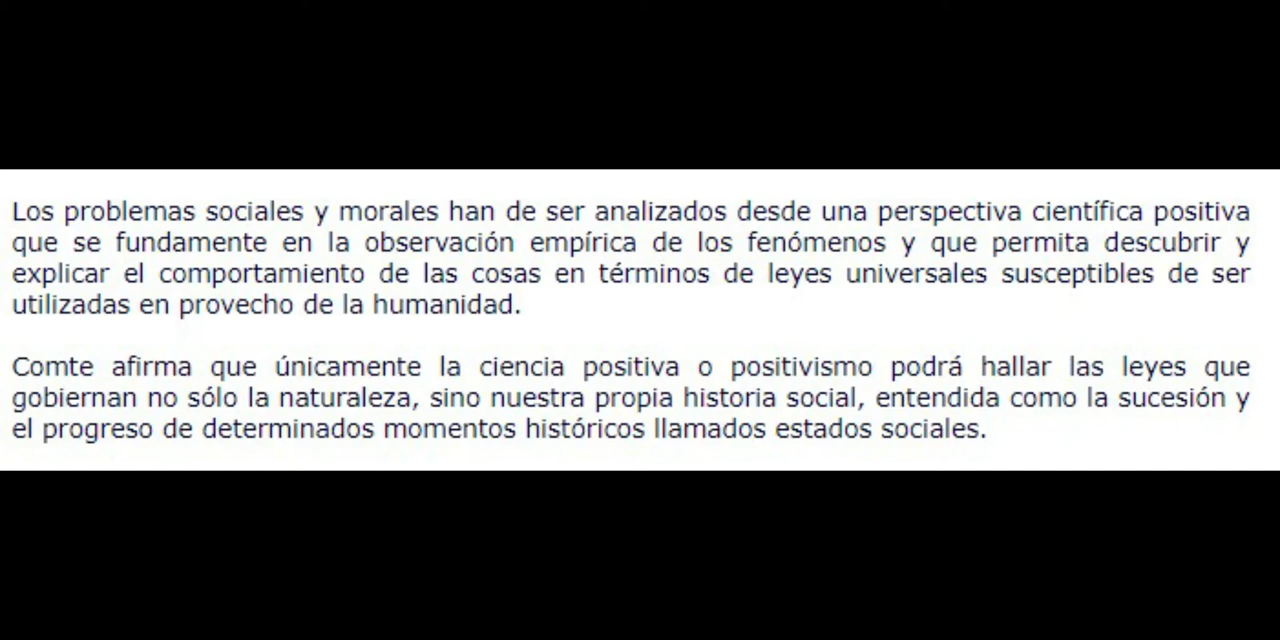 Los problemas sociales y morales han de ser analizados desde una perspectiva científica positiva
que se fundamente en la observación empírica de los fenómenos y que permita descubrir y
explicar el comportamiento de las cosas en términos de leyes universales susceptibles de ser
utilizadas en provecho de la humanidad.
Comte afirma que únicamente la ciencia positiva o positivismo podrá hallar las leyes que
gobiernan no sólo la naturaleza, sino nuestra propia historia social, entendida como la sucesión y
el progreso de determinados momentos históricos llamados estados sociales.